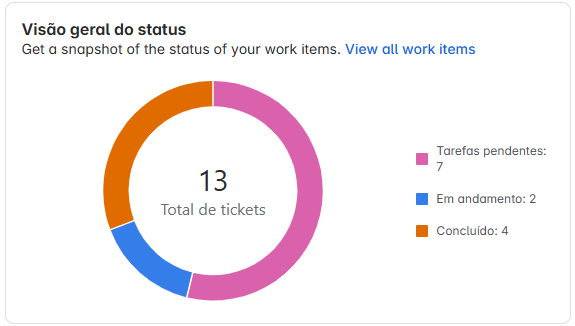 Visão geral do status
Get a snapshot of the status of your work items. View all work items
13
Total de tickets
Tarefas pendentes:
7
Em andamento: 2
Concluído: 4